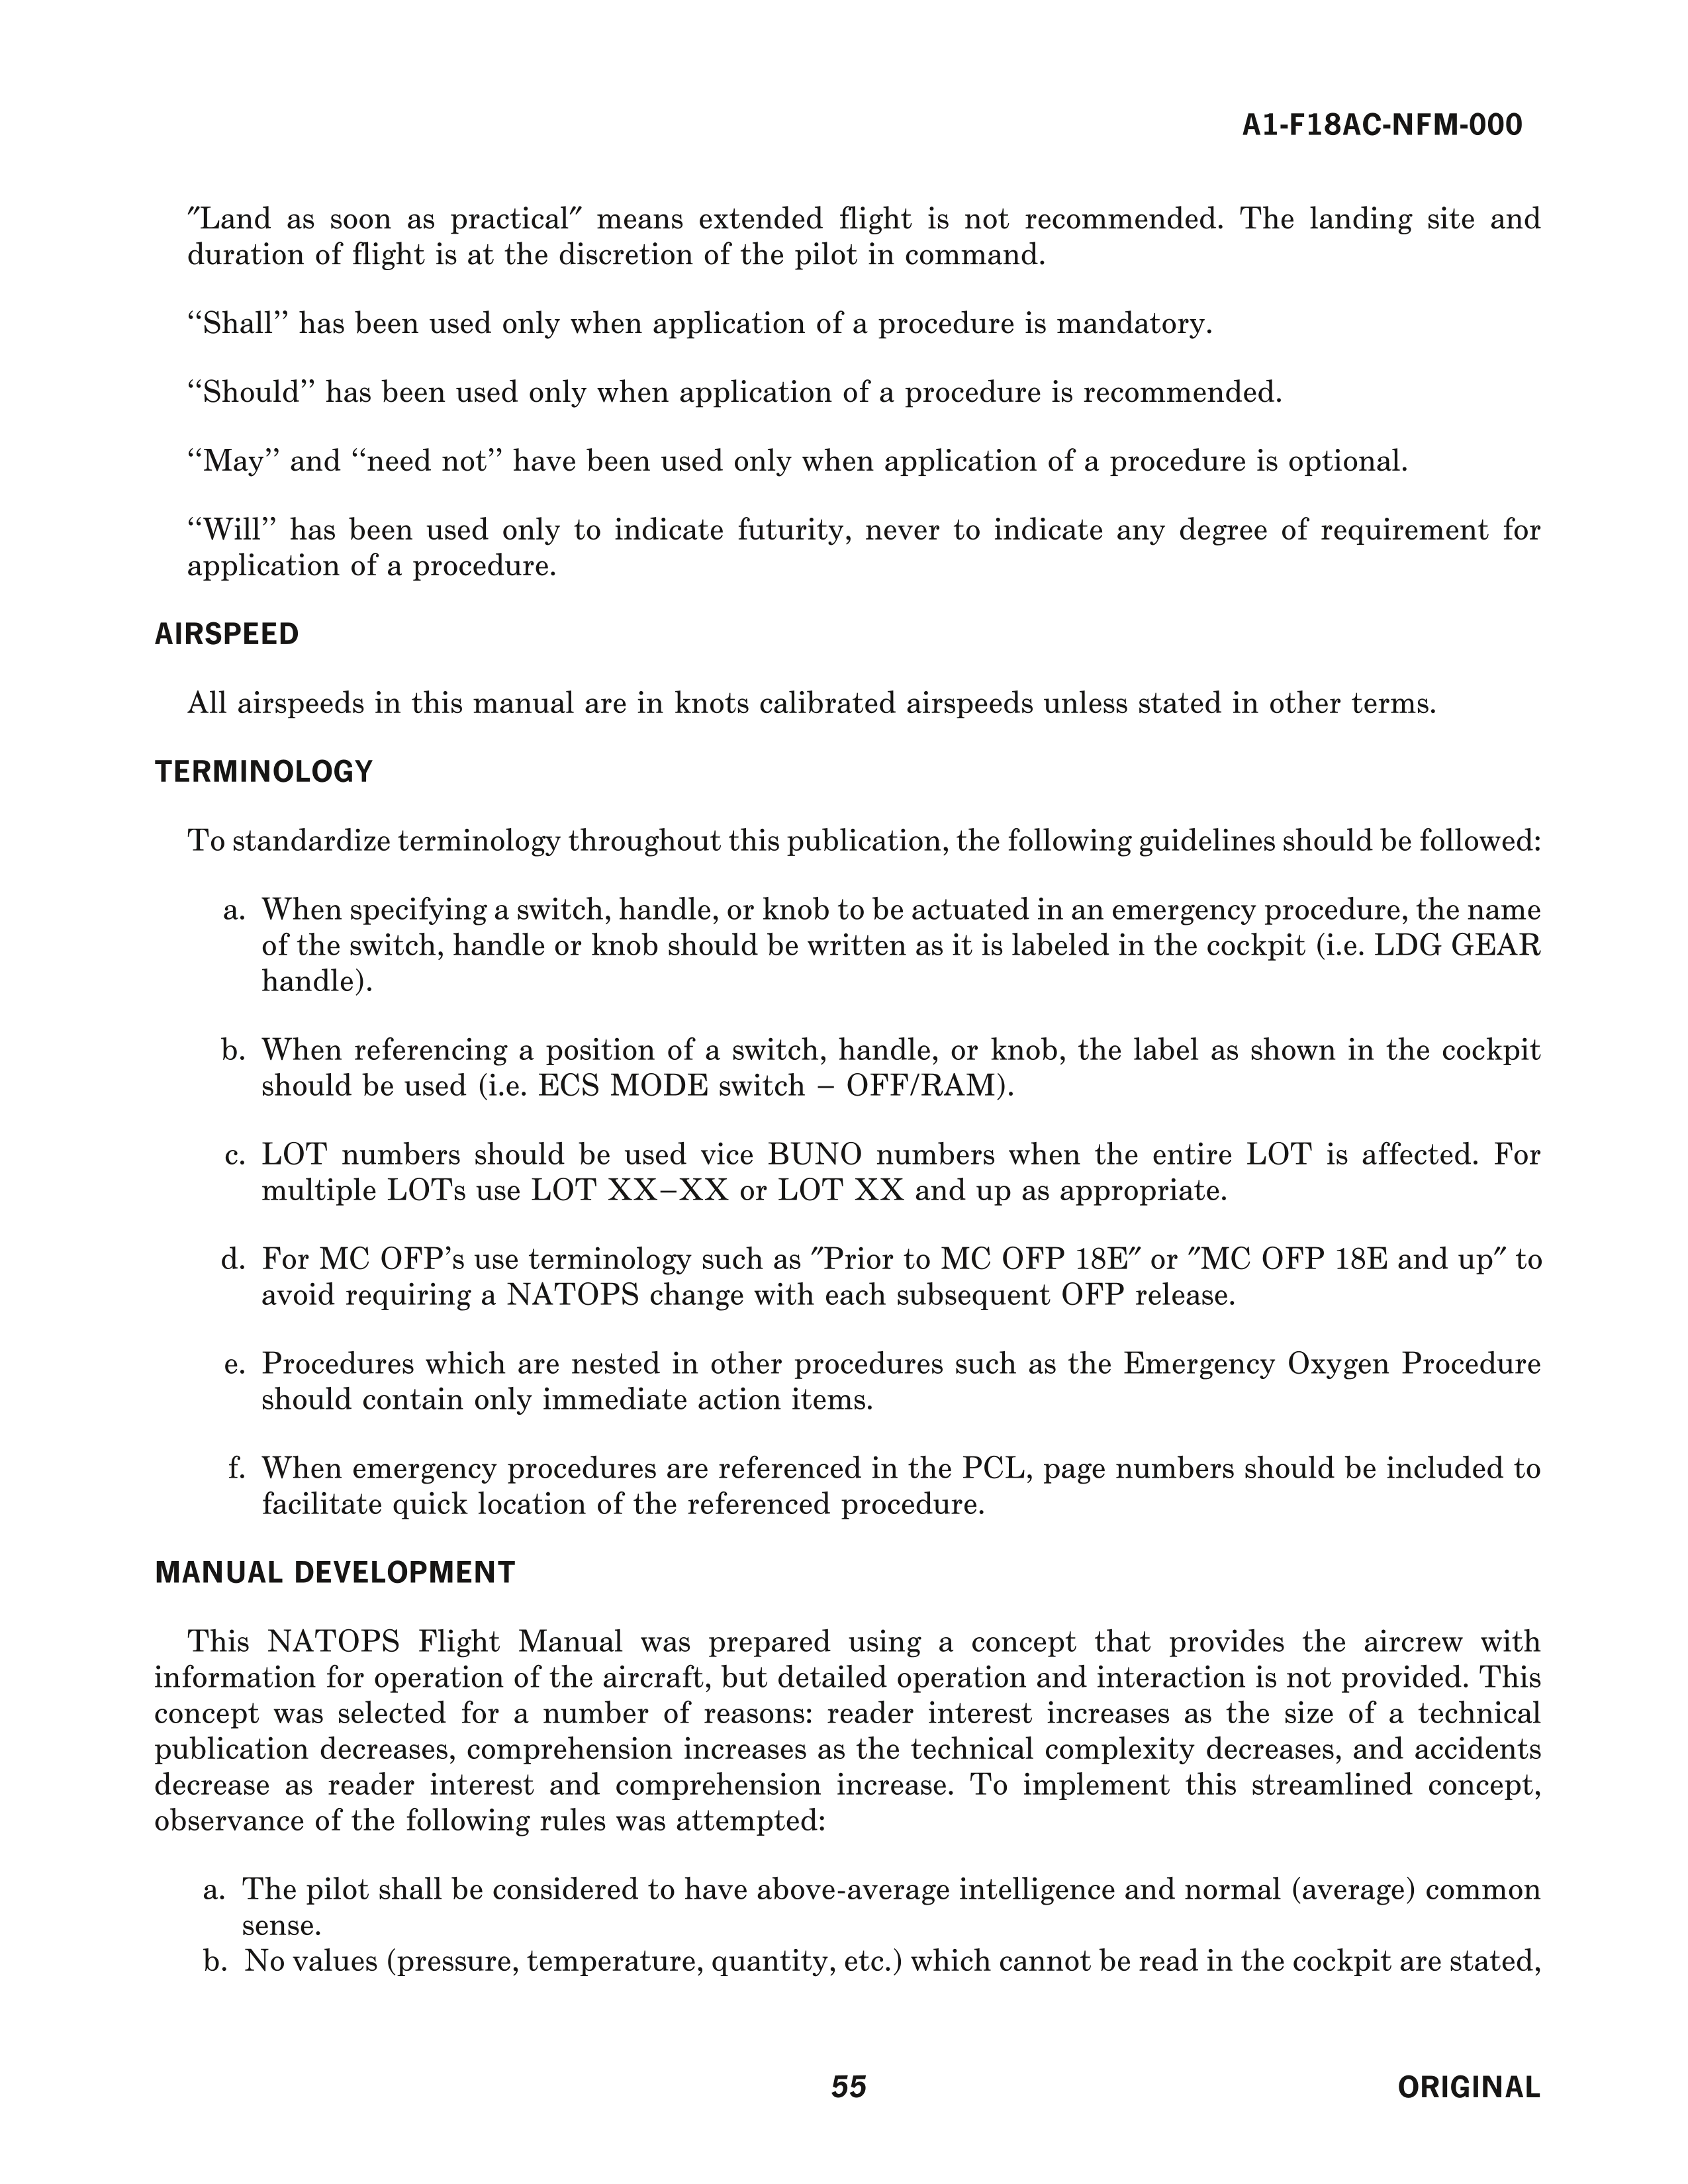 A1-F18AC-NFM-000
″Land as soon as practical″ means extended flight is not recommended. The landing site and
duration of flight is at the discretion of the pilot in command.
‘‘Shall’’ has been used only when application of a procedure is mandatory.
‘‘Should’’ has been used only when application of a procedure is recommended.
‘‘May’’ and ‘‘need not’’ have been used only when application of a procedure is optional.
‘‘Will’’ has been used only to indicate futurity, never to indicate any degree of requirement for
application of a procedure.
AIRSPEED
All airspeeds in this manual are in knots calibrated airspeeds unless stated in other terms.
TERMINOLOGY
To standardize terminology throughout this publication, the following guidelines should be followed:
a. When specifying a switch, handle, or knob to be actuated in an emergency procedure, the name
of the switch, handle or knob should be written as it is labeled in the cockpit (i.e. LDG GEAR
handle).
b. When referencing a position of a switch, handle, or knob, the label as shown in the cockpit
should be used (i.e. ECS MODE switch – OFF/RAM).
c. LOT numbers should be used vice BUNO numbers when the entire LOT is affected. For
multiple LOTs use LOT XX–XX or LOT XX and up as appropriate.
d. For MC OFP’s use terminology such as ″Prior to MC OFP 18E″ or ″MC OFP 18E and up″ to
avoid requiring a NATOPS change with each subsequent OFP release.
e. Procedures which are nested in other procedures such as the Emergency Oxygen Procedure
should contain only immediate action items.
f. When emergency procedures are referenced in the PCL, page numbers should be included to
facilitate quick location of the referenced procedure.
MANUAL DEVELOPMENT
This NATOPS Flight Manual was prepared using a concept that provides the aircrew with
information for operation of the aircraft, but detailed operation and interaction is not provided. This
concept was selected for a number of reasons: reader interest increases as the size of a technical
publication decreases, comprehension increases as the technical complexity decreases, and accidents
decrease as reader interest and comprehension increase. To implement this streamlined concept,
observance of the following rules was attempted:
a. The pilot shall be considered to have above-average intelligence and normal (average) common
sense.
b. No values (pressure, temperature, quantity, etc.) which cannot be read in the cockpit are stated,
55
ORIGINAL